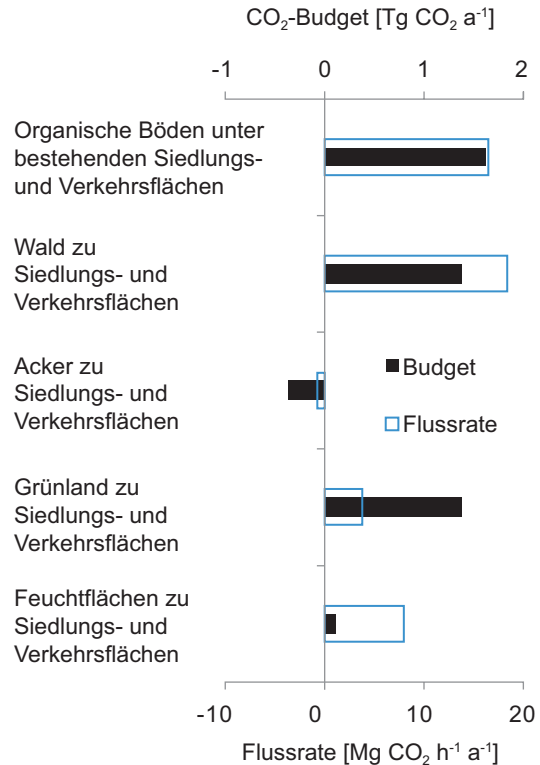 CO₂-Budget [Tg CO₂ a⁻¹]
-1 0 1 2
Organische Böden unter
bestehenden Siedlungs-
und Verkehrsflächen
Wald zu
Siedlungs- und
Verkehrsflächen
Acker zu
Siedlungs- und
Verkehrsflächen
Budget
Flussrate
Grünland zu
Siedlungs- und
Verkehrsflächen
Feuchtflächen zu
Siedlungs- und
Verkehrsflächen
-10 0 10 20
Flussrate [Mg CO₂ h⁻¹ a⁻¹]